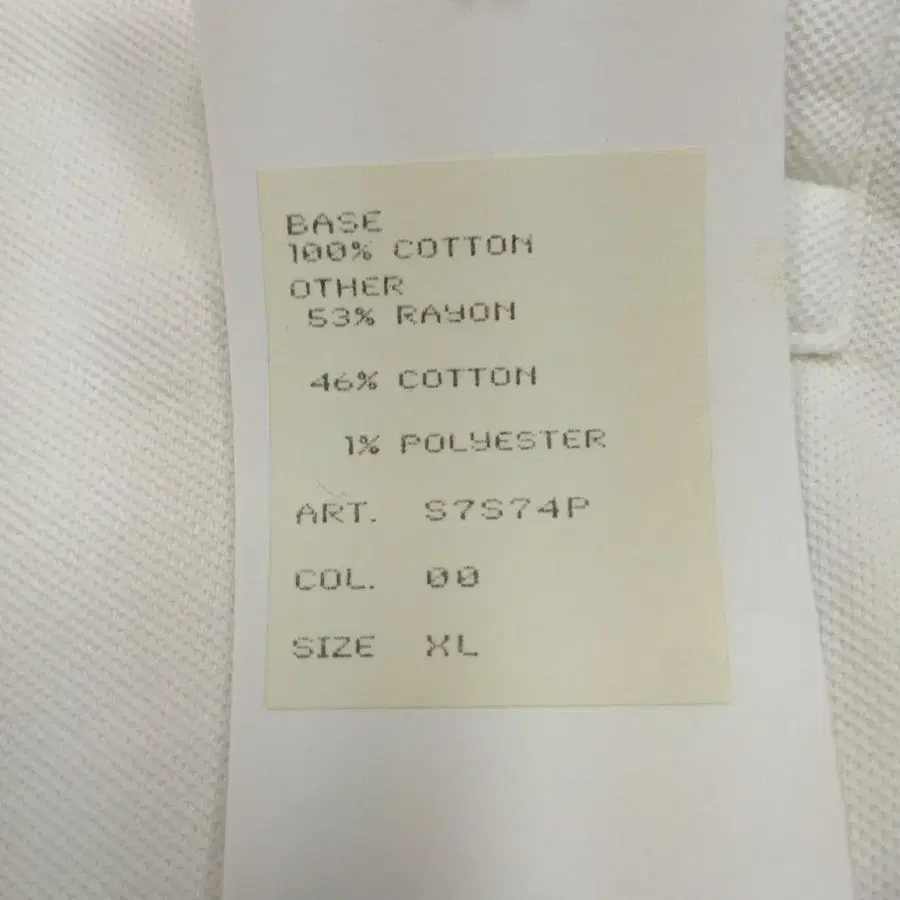 BASE
100% COTTON
OTHER
53% RAYON
46% COTTON
1% POLYESTER
ART. S7S74P
COL. 00
SIZE XL